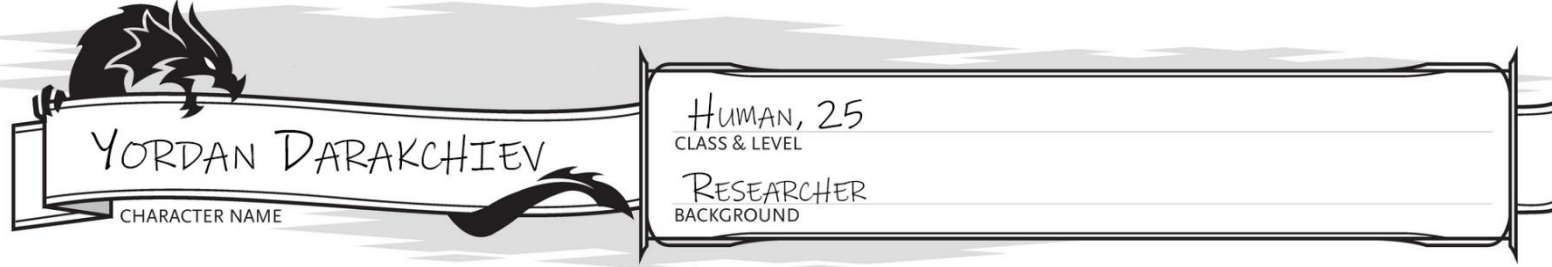 YORDAN DARAKCHIEV
CHARACTER NAME
HUMAN, 25
CLASS & LEVEL
RESEARCHER
BACKGROUND